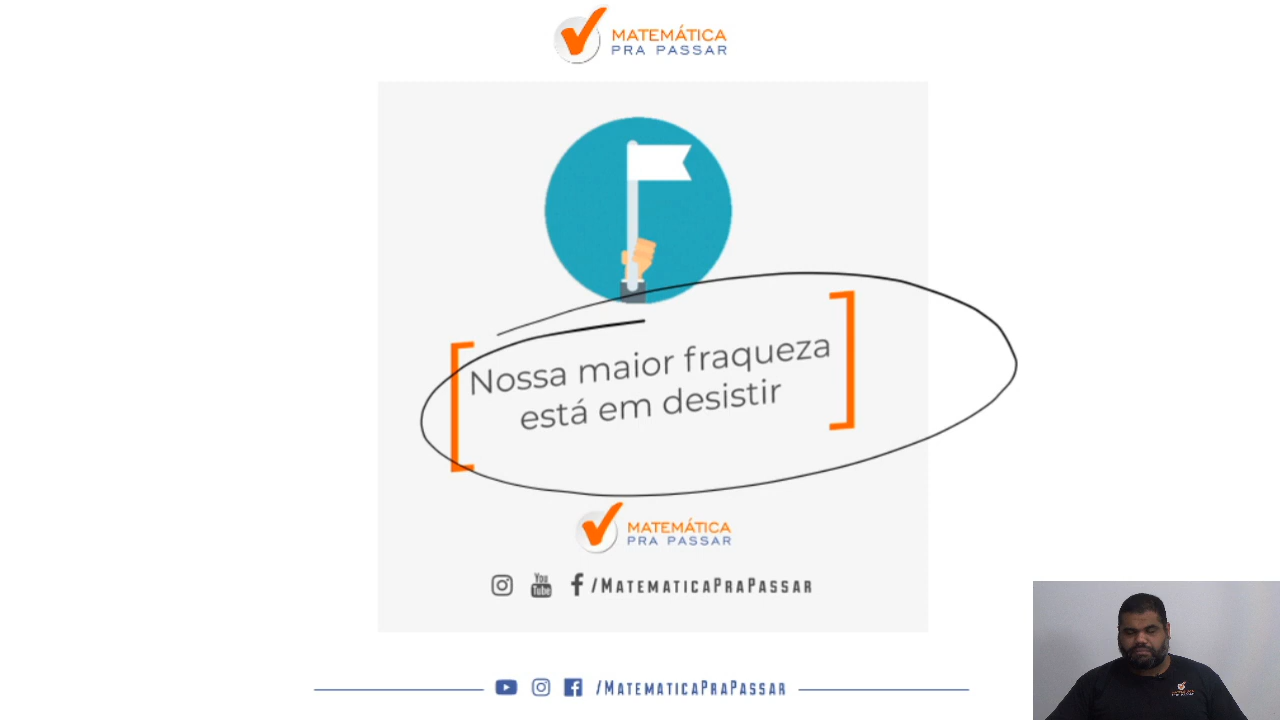 MATEMÁTICA
PRA PASSAR
Nossa maior fraqueza
está em desistir
MATEMÁTICA
PRA PASSAR
You
Tube
/MATEMATICAPRAPASSAR
/MATEMATICAPRAPASSAR